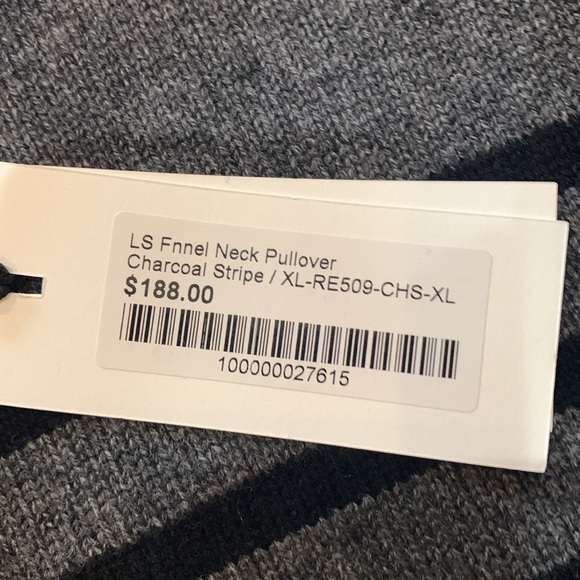 LS Fnnel Neck Pullover
Charcoal Stripe / XL-RE509-CHS-XL
$188.00
100000027615